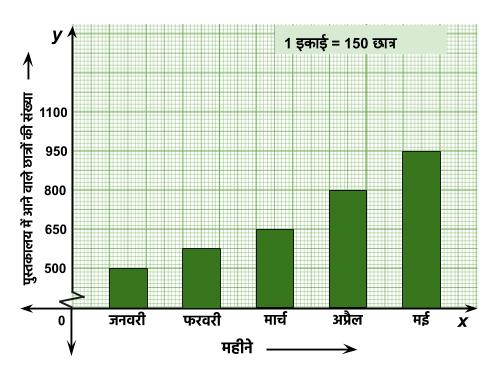 y
1 इकाई = 150 छात्र
पुस्तकालय में आने वाले छात्रों की संख्या
1100
950
800
650
500
0
जनवरी फरवरी मार्च अप्रैल मई x
महीने